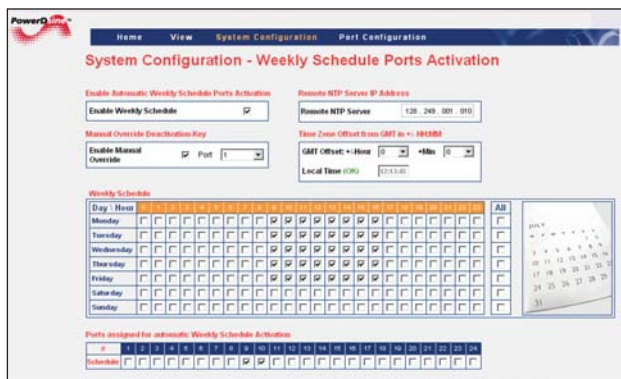 PowerDsine
Home View System Configuration Port Configuration
System Configuration - Weekly Schedule Ports Activation
Enable Automatic Weekly Schedule Ports Activation
Enable Weekly Schedule
Remote NTP Server IP Address
Remote NTP Server 128 . 249 . 001 . 010
Manual Override Deactivation-Key
Enable Manual Override Port 1
Time Zone Offset from GMT in +- HH:MM
GMT Offset: +-Hour 0 +Min 0
Local Time (OK)
Weekly Schedule
Day \ Hour 0 1 2 3 4 5 6 7 8 9 10 11 12 13 14 15 16 17 18 19 20 21 22 23 All
Monday
Tuesday
Wednesday
Thursday
Friday
Saturday
Sunday
JULY
Ports assigned for automatic Weekly Schedule Activation
# 1 2 3 4 5 6 7 8 9 10 11 12 13 14 15 16 17 18 19 20 21 22 23 24
Schedule